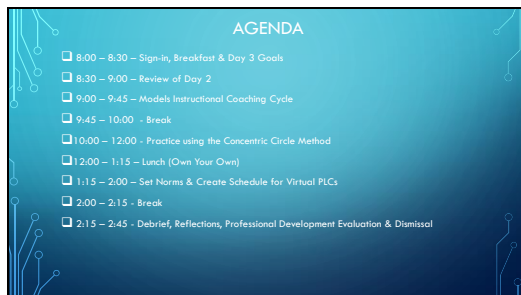 AGENDA
8:00 – 8:30 – Sign-in, Breakfast & Day 3 Goals
8:30 – 9:00 – Review of Day 2
9:00 – 9:45 – Models Instructional Coaching Cycle
9:45 – 10:00 - Break
10:00 – 12:00 - Practice using the Concentric Circle Method
12:00 – 1:15 – Lunch (Own Your Own)
1:15 – 2:00 – Set Norms & Create Schedule for Virtual PLCs
2:00 – 2:15 - Break
2:15 – 2:45 - Debrief, Reflections, Professional Development Evaluation & Dismissal